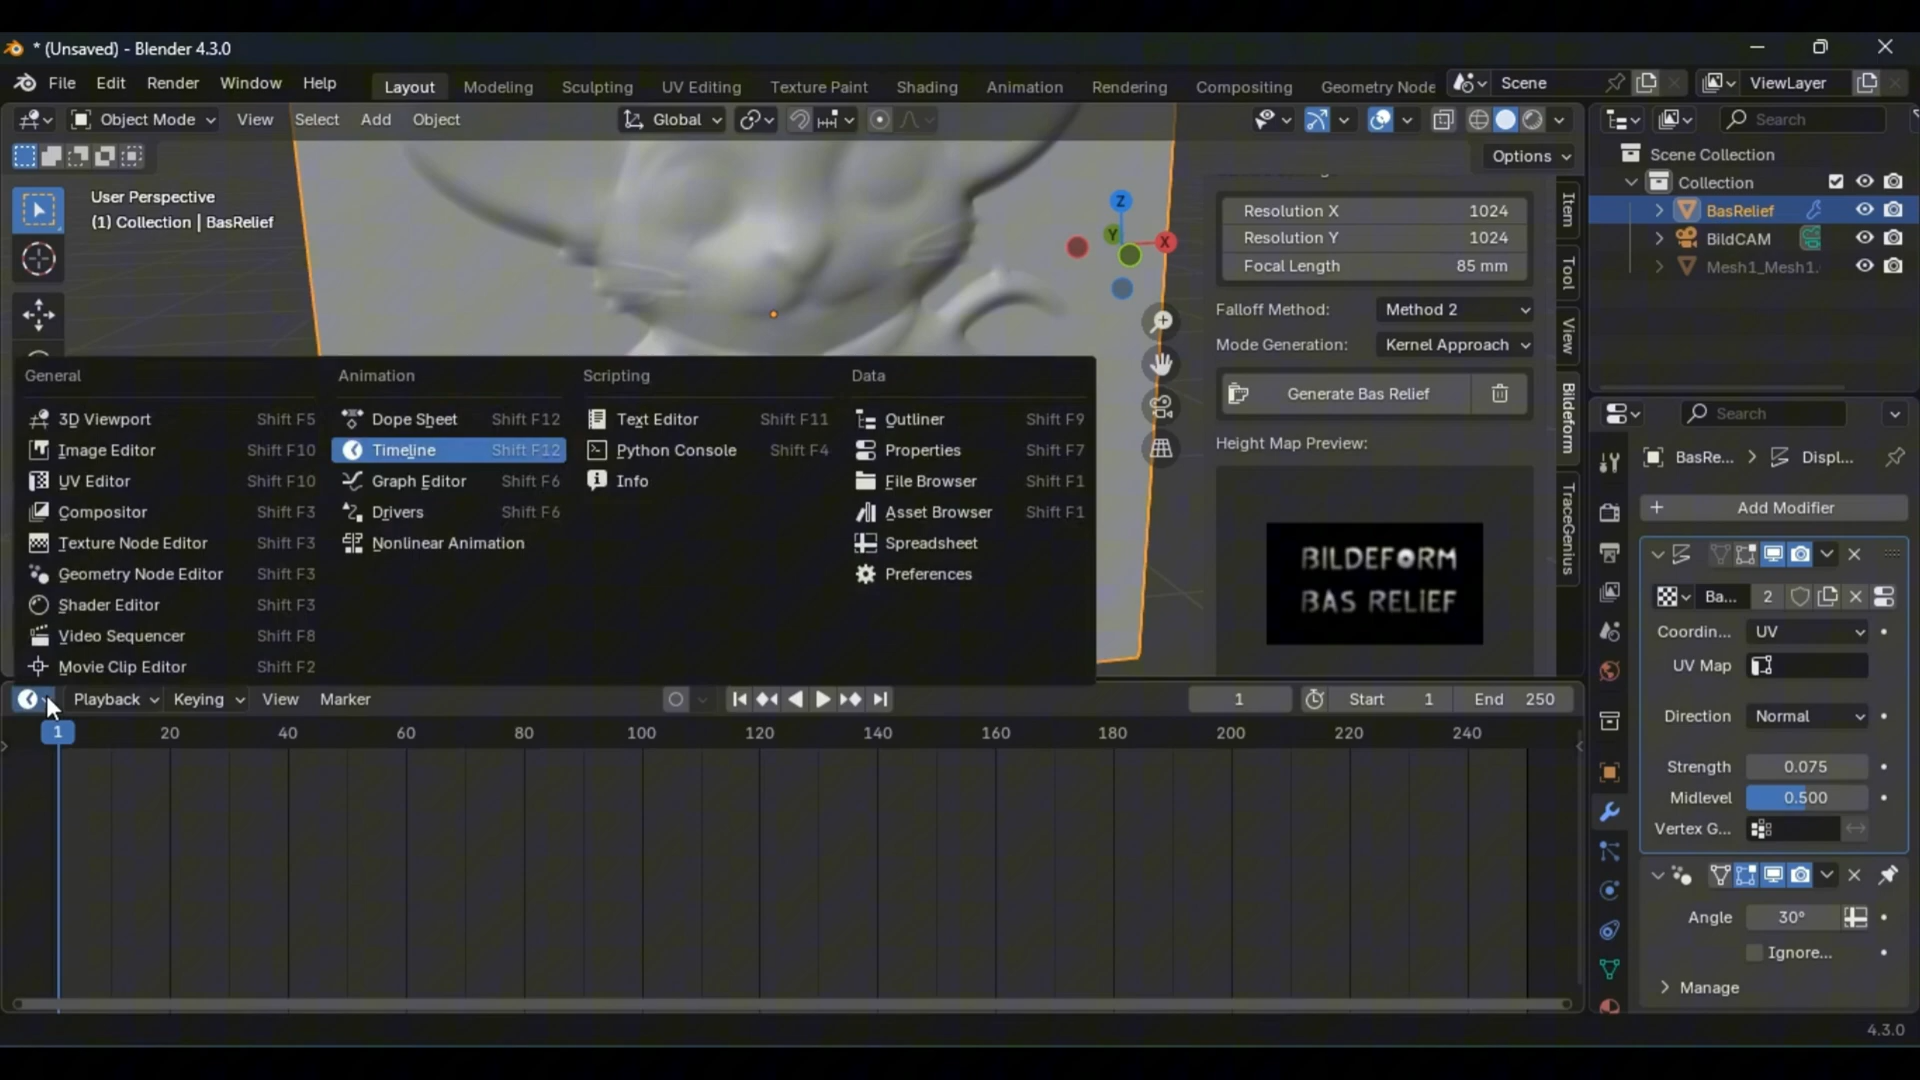 * (Unsaved) - Blender 4.3.0
File Edit Render Window Help
Layout Modeling Sculpting UV Editing Texture Paint Shading Animation Rendering Compositing Geometry Node
Scene
ViewLayer
Object Mode View Select Add Object
Global
Options
User Perspective
(1) Collection | BasRelief
Z
Y
X
Resolution X 1024
Resolution Y 1024
Focal Length 85 mm
Falloff Method: Method 2
Mode Generation: Kernel Approach
Generate Bas Relief
Height Map Preview:
BILDEFORM
BAS RELIEF
Item
Tool
View
Bildeform
TraceGenius
General
3D Viewport Shift F5
Image Editor Shift F10
UV Editor Shift F10
Compositor Shift F3
Texture Node Editor Shift F3
Geometry Node Editor Shift F3
Shader Editor Shift F3
Video Sequencer Shift F8
Movie Clip Editor Shift F2
Animation
Dope Sheet Shift F12
Timeline Shift F12
Graph Editor Shift F6
Drivers Shift F6
Nonlinear Animation
Scripting
Text Editor Shift F11
Python Console Shift F4
Info
Data
Outliner Shift F9
Properties Shift F7
File Browser Shift F1
Asset Browser Shift F1
Spreadsheet
Preferences
Playback Keying View Marker
1
Start 1
End 250
1 20 40 60 80 100 120 140 160 180 200 220 240
Search
Scene Collection
Collection
BasRelief
BildCAM
Mesh1_Mesh1.
Search
BasRe... > Displ...
Add Modifier
Ba... 2
Coordin... UV
UV Map
Direction Normal
Strength 0.075
Midlevel 0.500
Vertex G...
Angle 30°
Ignore...
Manage
4.3.0